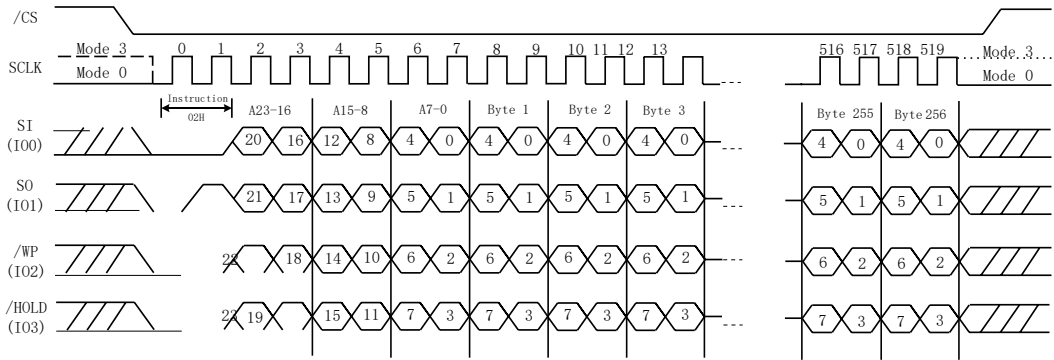 /CS
Mode 3 0 1 2 3 4 5 6 7 8 9 10 11 12 13 516 517 518 519 Mode 3
SCLK
Mode 0 Mode 0
Instruction
02H
A23-16 A15-8 A7-0 Byte 1 Byte 2 Byte 3 Byte 255 Byte 256
SI
(IO0)
20 16 12 8 4 0 4 0 4 0 4 0 4 0 4 0
SO
(IO1)
21 17 13 9 5 1 5 1 5 1 5 1 5 1 5 1
/WP
(IO2)
22 18 14 10 6 2 6 2 6 2 6 2 6 2 6 2
/HOLD
(IO3)
23 19 15 11 7 3 7 3 7 3 7 3 7 3 7 3